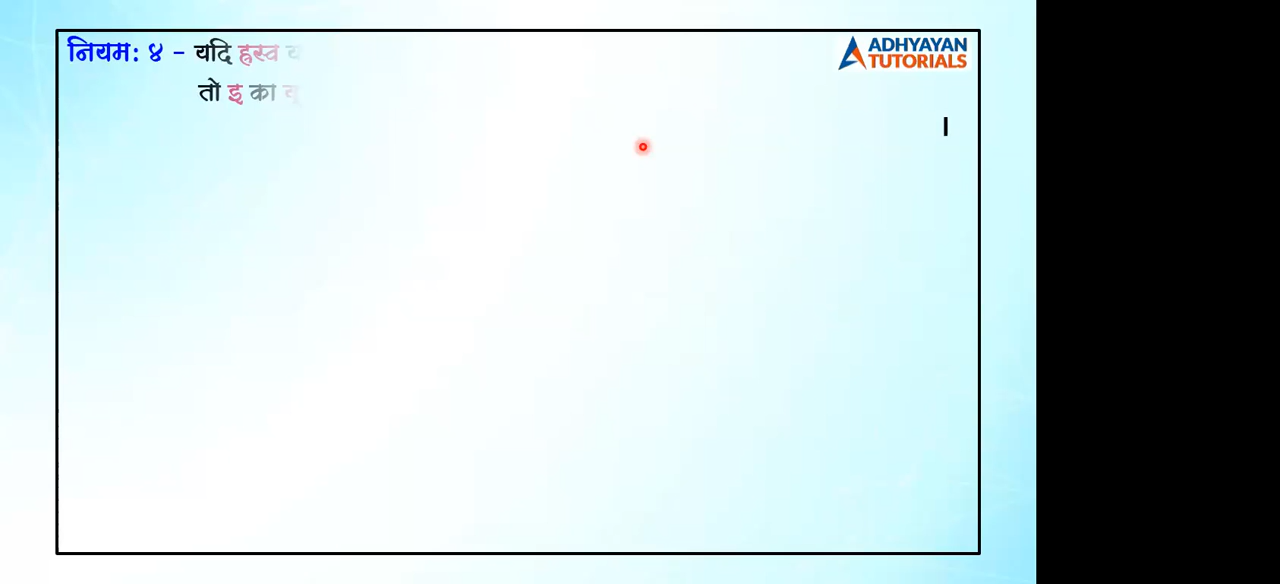 नियम: ४ - यदि ह्रस्व
ADHYAYAN
TUTORIALS
तो इ का
।